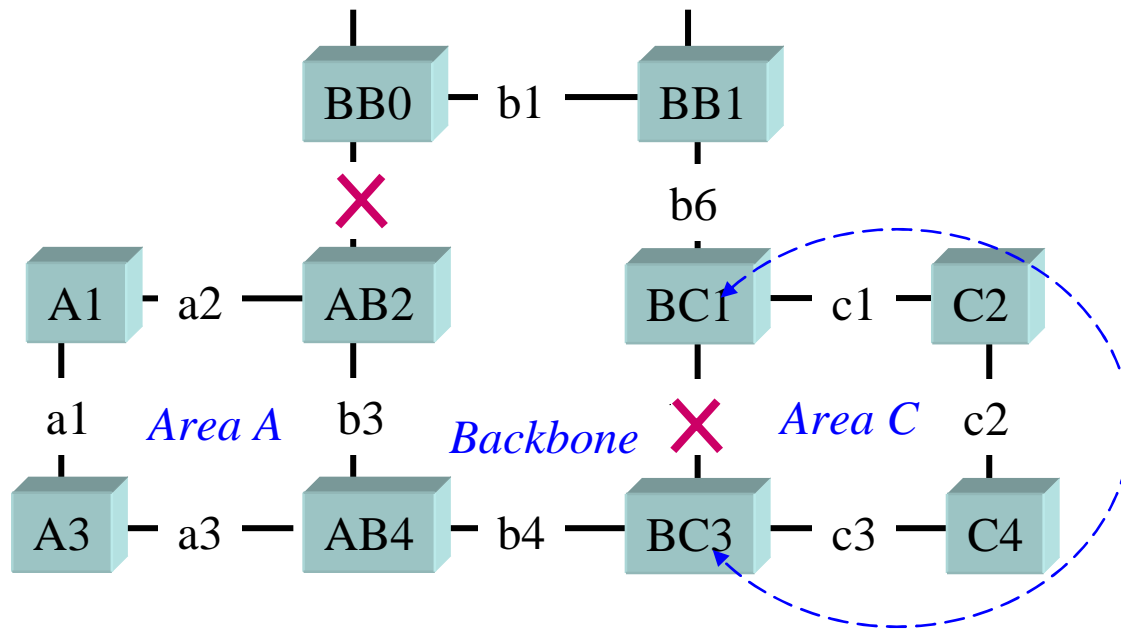 BB0 b1 BB1
b6
A1 a2 AB2 BC1 c1 C2
a1 Area A b3 Backbone Area C c2
A3 a3 AB4 b4 BC3 c3 C4